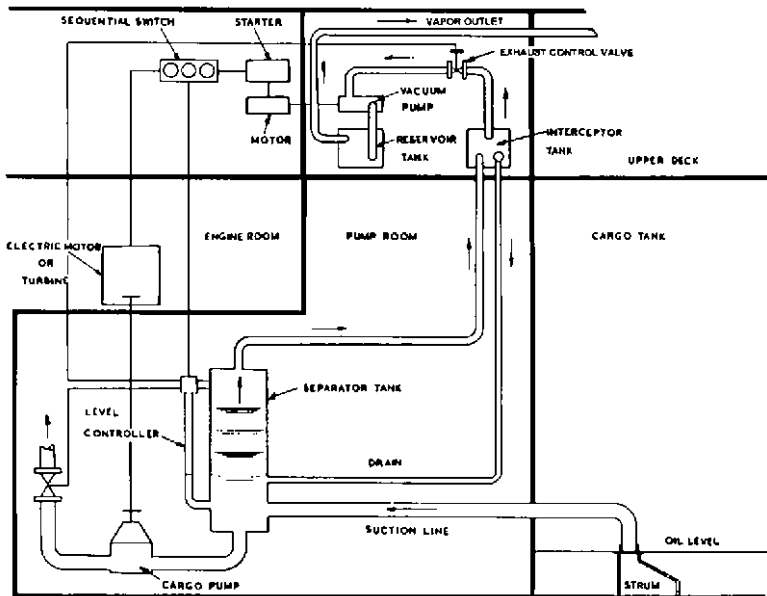 SEQUENTIAL SWITCH
STARTER
VAPOR OUTLET
EXHAUST CONTROL VALVE
VACUUM
PUMP
MOTOR
RESERVOIR
TANK
INTERCEPTOR
TANK
UPPER DECK
ELECTRIC MOTOR
OR
TURBINE
ENGINE ROOM
PUMP ROOM
CARGO TANK
SEPARATOR TANK
LEVEL
CONTROLLER
DRAIN
SUCTION LINE
OIL LEVEL
CARGO PUMP
STRUM